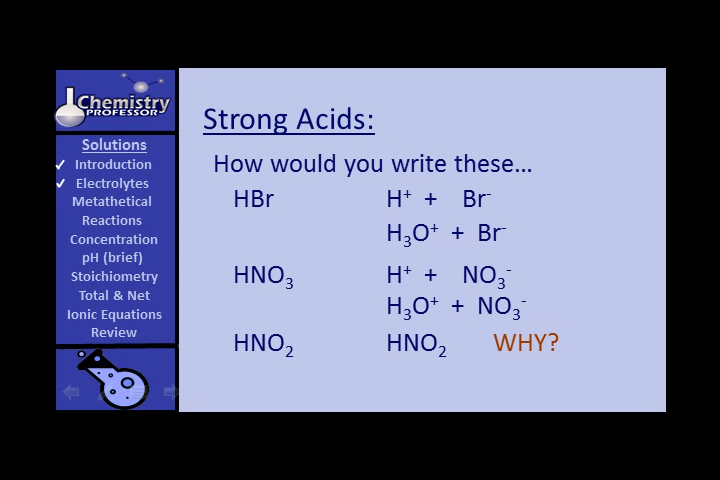 Chemistry
PROFESSOR
Solutions
✓ Introduction
✓ Electrolytes
Metathetical
Reactions
Concentration
pH (brief)
Stoichiometry
Total & Net
Ionic Equations
Review
Strong Acids:
How would you write these…
HBr H⁺ + Br⁻
H₃O⁺ + Br⁻
HNO₃ H⁺ + NO₃⁻
H₃O⁺ + NO₃⁻
HNO₂ HNO₂ WHY?